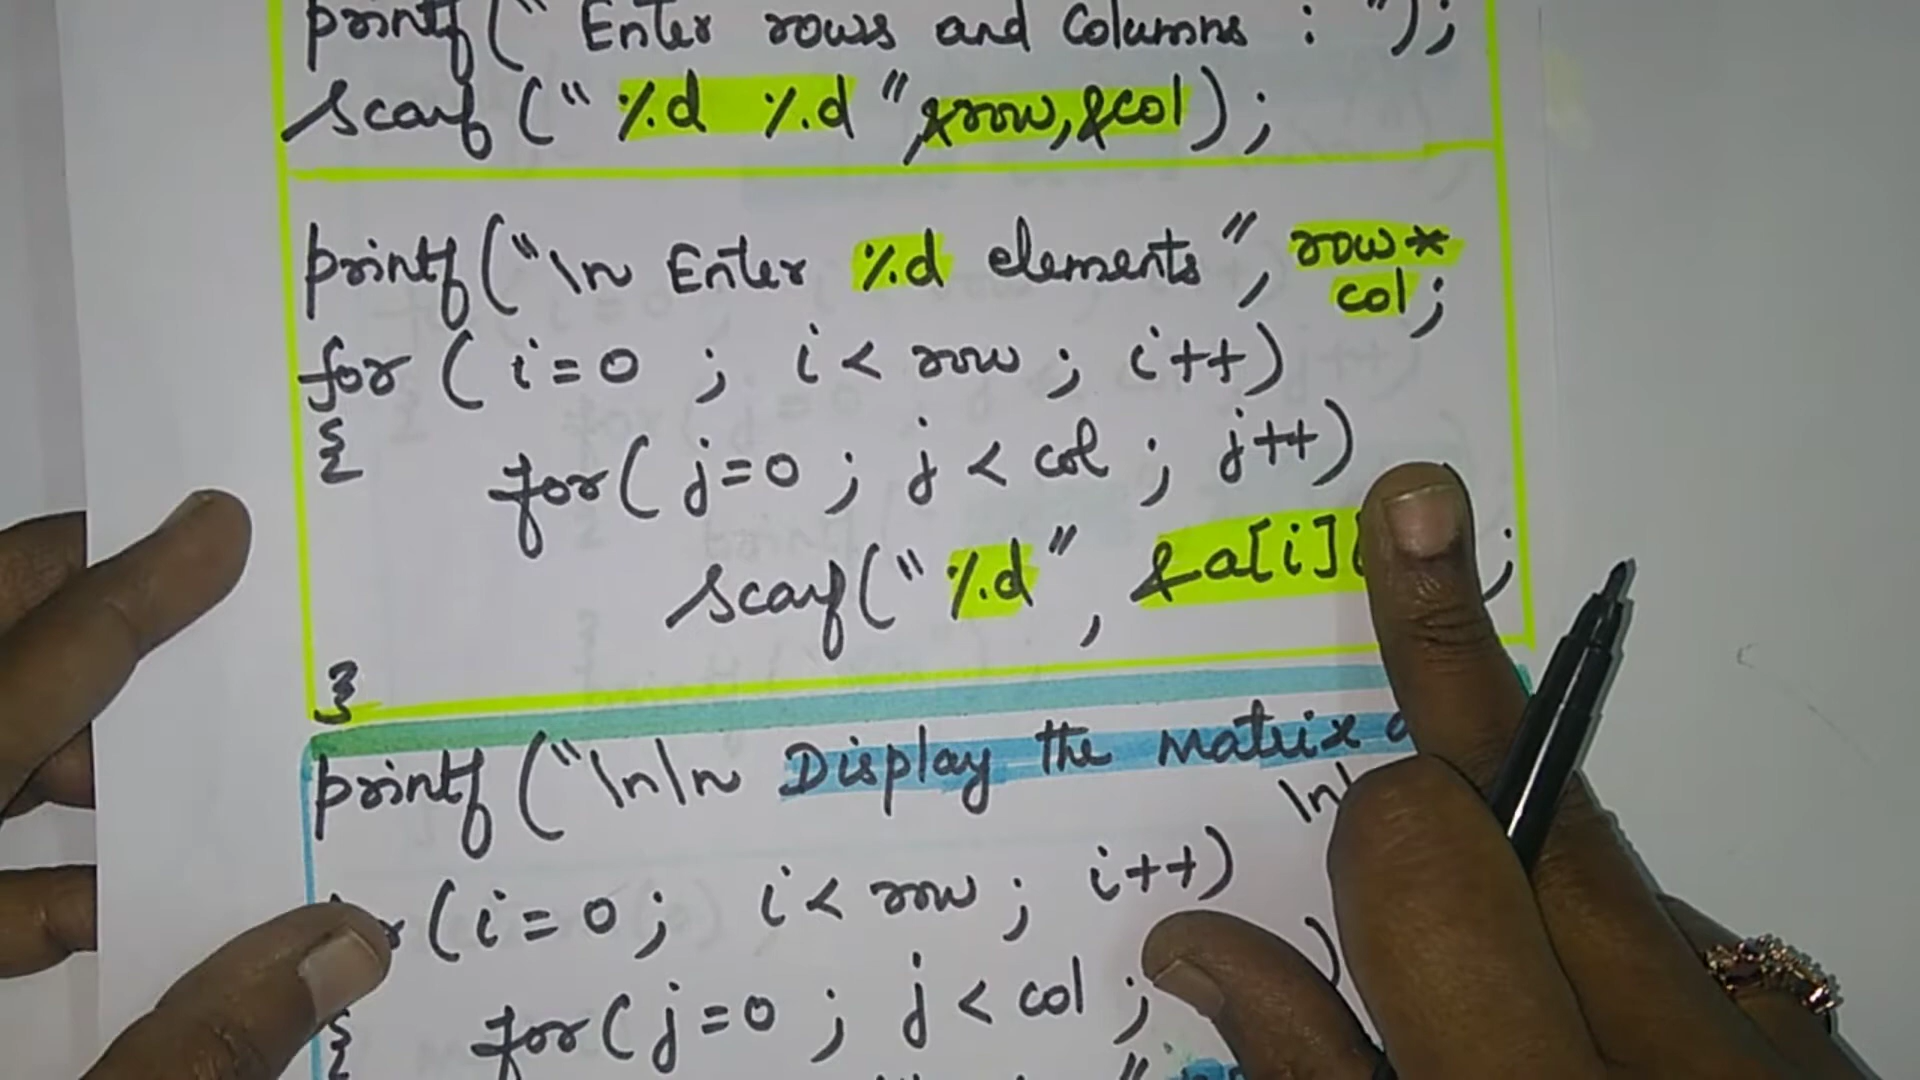 printf(" Enter rows and columns : ");
scanf (" %d %d ",&row,&col);
printf("\n Enter %d elements", row*
col;
for ( i=0 ; i< row ; i++)
{
for( j=0 ; j < col ; j++)
scanf(" %d ", &a[i][ ;
}
printf ("\n\n Display the matrix
\n
(i=0; i< row ; i++) )
{ for( j=0 ; j < col ;
"